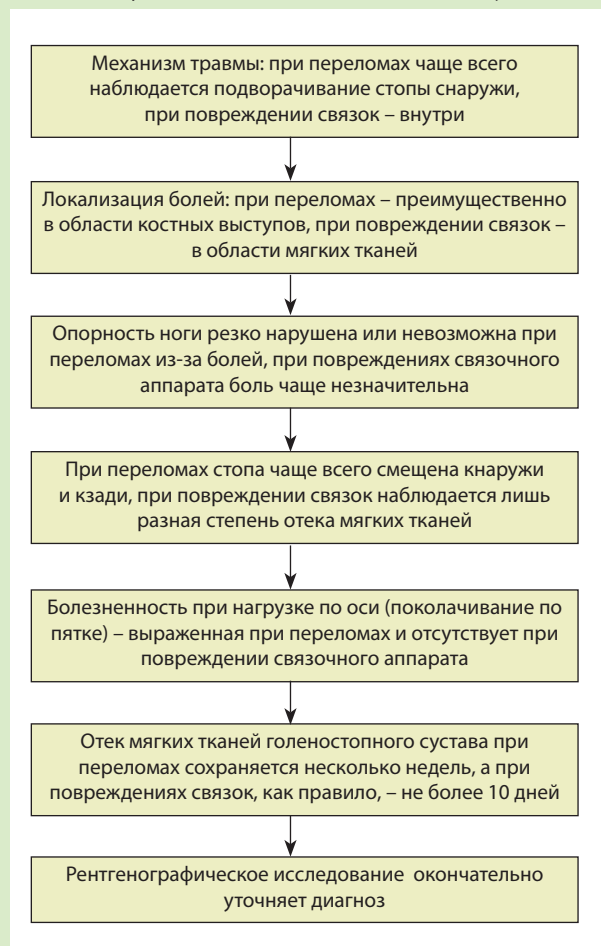 Механизм травмы: при переломах чаще всего
наблюдается подворачивание стопы снаружи,
при повреждении связок – внутри
Локализация болей: при переломах – преимущественно
в области костных выступов, при повреждении связок –
в области мягких тканей
Опорность ноги резко нарушена или невозможна при
переломах из-за болей, при повреждениях связочного
аппарата боль чаще незначительна
При переломах стопа чаще всего смещена кнаружи
и кзади, при повреждении связок наблюдается лишь
разная степень отека мягких тканей
Болезненность при нагрузке по оси (поколачивание по
пятке) – выраженная при переломах и отсутствует при
повреждении связочного аппарата
Отек мягких тканей голеностопного сустава при
переломах сохраняется несколько недель, а при
повреждениях связок, как правило, – не более 10 дней
Рентгенографическое исследование окончательно
уточняет диагноз